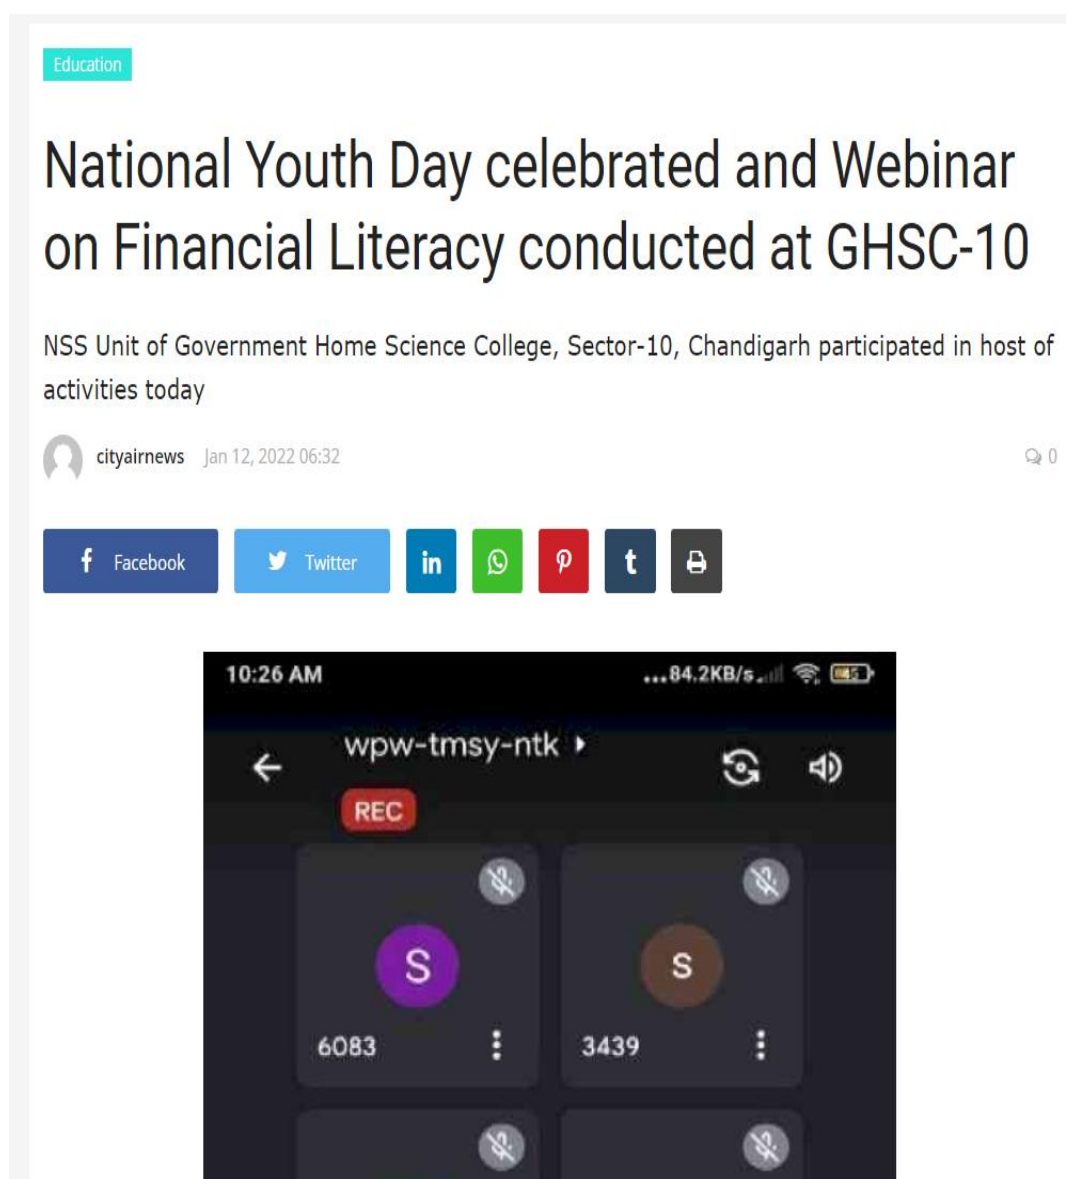 Education
National Youth Day celebrated and Webinar
on Financial Literacy conducted at GHSC-10
NSS Unit of Government Home Science College, Sector-10, Chandigarh participated in host of
activities today
cityairnews Jan 12, 2022 06:32 0
f Facebook Twitter in t
10:26 AM ...84.2KB/s 45
wpw-tmsy-ntk
REC
S s
6083 3439